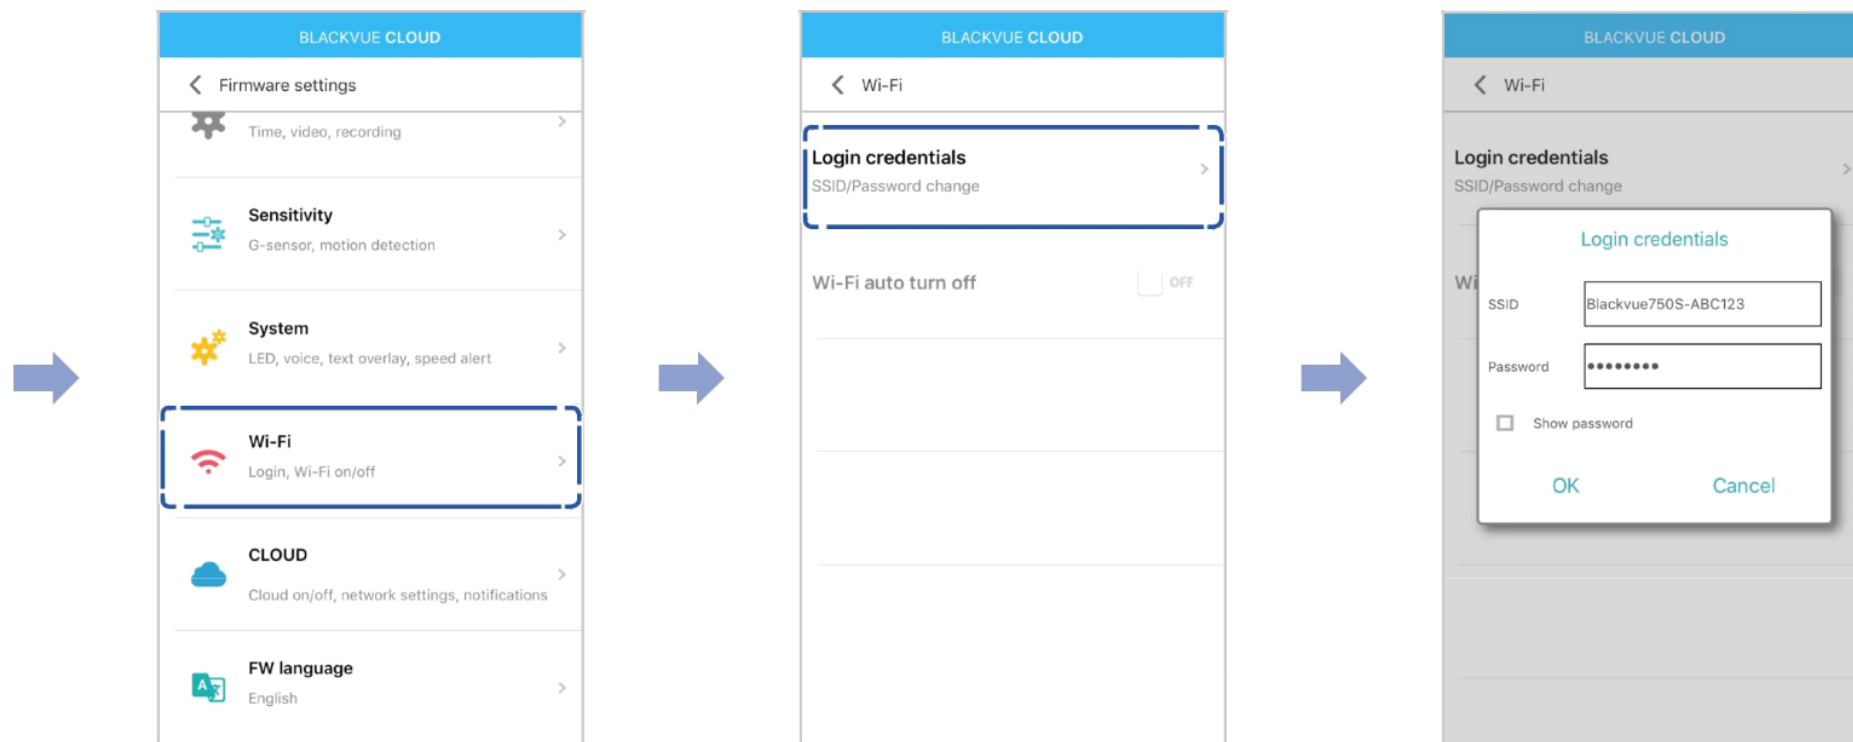 BLACKVUE CLOUD
Firmware settings
Time, video, recording
Sensitivity
G-sensor, motion detection
System
LED, voice, text overlay, speed alert
Wi-Fi
Login, Wi-Fi on/off
CLOUD
Cloud on/off, network settings, notifications
FW language
English
BLACKVUE CLOUD
Wi-Fi
Login credentials
SSID/Password change
Wi-Fi auto turn off
OFF
BLACKVUE CLOUD
Wi-Fi
Login credentials
SSID/Password change
Wi
Login credentials
SSID
Blackvue750S-ABC123
Password
••••••••
Show password
OK
Cancel